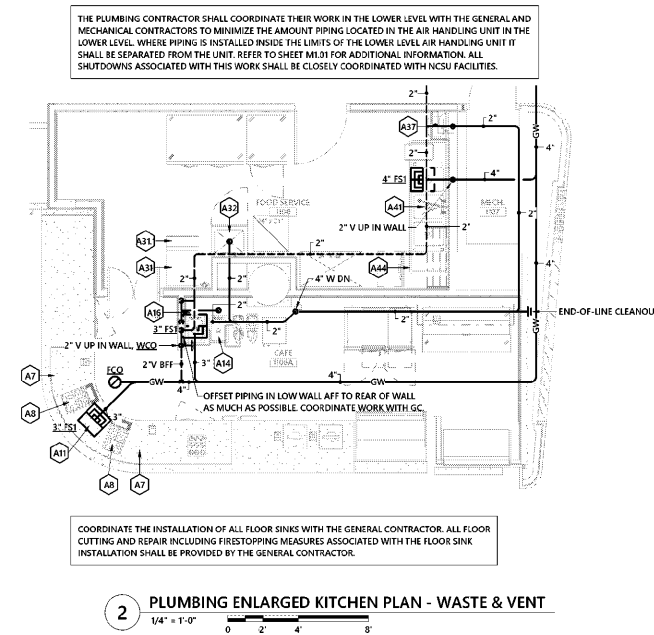 THE PLUMBING CONTRACTOR SHALL COORDINATE THEIR WORK IN THE LOWER LEVEL WITH THE GENERAL AND
MECHANICAL CONTRACTORS TO MINIMIZE THE AMOUNT PIPING LOCATED IN THE AIR HANDLING UNIT IN THE
LOWER LEVEL. WHERE PIPING IS INSTALLED INSIDE THE LIMITS OF THE LOWER LEVEL AIR HANDLING UNIT IT
SHALL BE SEPARATED FROM THE UNIT. REFER TO SHEET M1.01 FOR ADDITIONAL INFORMATION. ALL
SHUTDOWNS ASSOCIATED WITH THIS WORK SHALL BE CLOSELY COORDINATED WITH NCSU FACILITIES.
2"
A37
2"
GW
4"
2"
4" FS1
4"
A32
FOOD SERVICE
A41
MECH.
2" V UP IN WALL
2"
2"
A31.1
2"
A31
A44
4"
2"
2"
4" W DN
A16
2"
END-OF-LINE CLEANOU
3" FS1
2"
2"
GW
2" V UP IN WALL, WCO
CAFE
A7
FCO
2"V BFF
3"
A14
GW
4"
4"
GW
A8
3"
OFFSET PIPING IN LOW WALL AFF TO REAR OF WALL
AS MUCH AS POSSIBLE. COORDINATE WORK WITH GC.
3" FS1
A11
A8
A7
COORDINATE THE INSTALLATION OF ALL FLOOR SINKS WITH THE GENERAL CONTRACTOR. ALL FLOOR
CUTTING AND REPAIR INCLUDING FIRESTOPPING MEASURES ASSOCIATED WITH THE FLOOR SINK
INSTALLATION SHALL BE PROVIDED BY THE GENERAL CONTRACTOR.
2
PLUMBING ENLARGED KITCHEN PLAN - WASTE & VENT
1/4" = 1'-0"
0 2' 4' 8'